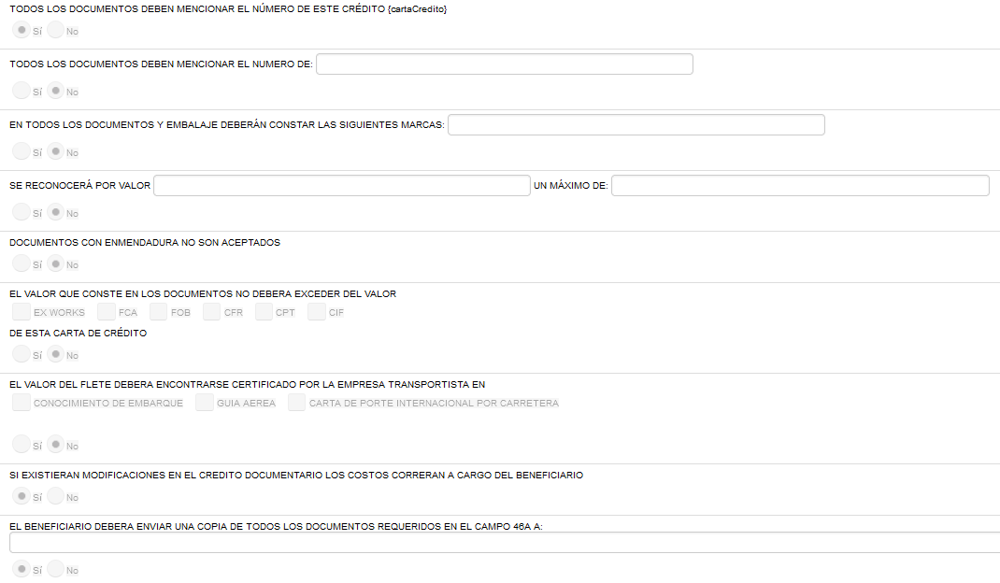 TODOS LOS DOCUMENTOS DEBEN MENCIONAR EL NÚMERO DE ESTE CRÉDITO {cartaCredito}
Sí No
TODOS LOS DOCUMENTOS DEBEN MENCIONAR EL NUMERO DE:
Sí No
EN TODOS LOS DOCUMENTOS Y EMBALAJE DEBERÁN CONSTAR LAS SIGUIENTES MARCAS:
Sí No
SE RECONOCERÁ POR VALOR UN MÁXIMO DE:
Sí No
DOCUMENTOS CON ENMENDADURA NO SON ACEPTADOS
Sí No
EL VALOR QUE CONSTE EN LOS DOCUMENTOS NO DEBERA EXCEDER DEL VALOR
EX WORKS FCA FOB CFR CPT CIF
DE ESTA CARTA DE CRÉDITO
Sí No
EL VALOR DEL FLETE DEBERA ENCONTRARSE CERTIFICADO POR LA EMPRESA TRANSPORTISTA EN
CONOCIMIENTO DE EMBARQUE GUIA AEREA CARTA DE PORTE INTERNACIONAL POR CARRETERA
Sí No
SI EXISTIERAN MODIFICACIONES EN EL CREDITO DOCUMENTARIO LOS COSTOS CORRERAN A CARGO DEL BENEFICIARIO
Sí No
EL BENEFICIARIO DEBERA ENVIAR UNA COPIA DE TODOS LOS DOCUMENTOS REQUERIDOS EN EL CAMPO 46A A:
Sí No